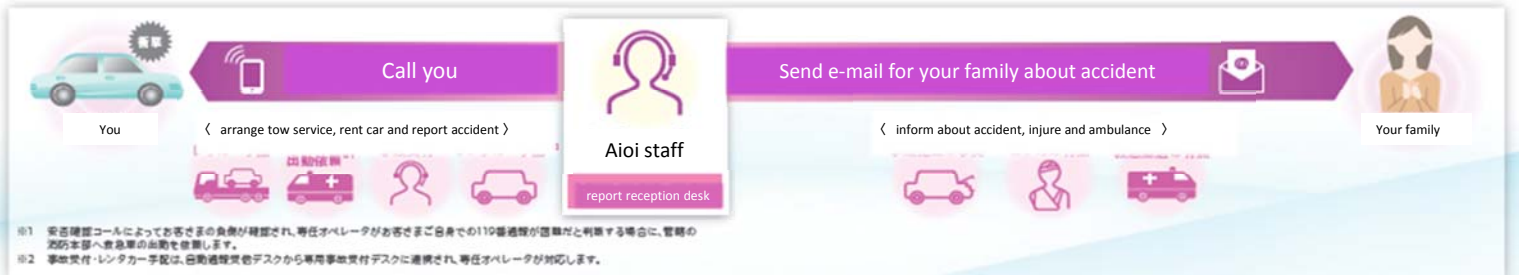 Call you
Send e-mail for your family about accident
You
〈 arrange tow service, rent car and report accident 〉
Aioi staff
report reception desk
〈 inform about accident, injure and ambulance 〉
Your family
出動依頼
※1 安否確認コールによってお客さまの負傷が確認され、専任オペレータがお客さまご自身での119番通報が困難だと判断する場合に、管轄の
消防本部へ救急車の出動を依頼します。
※2 事故受付・レンタカー手配は、自動通報受信デスクから専用事故受付デスクに連携され、専任オペレータが対応します。